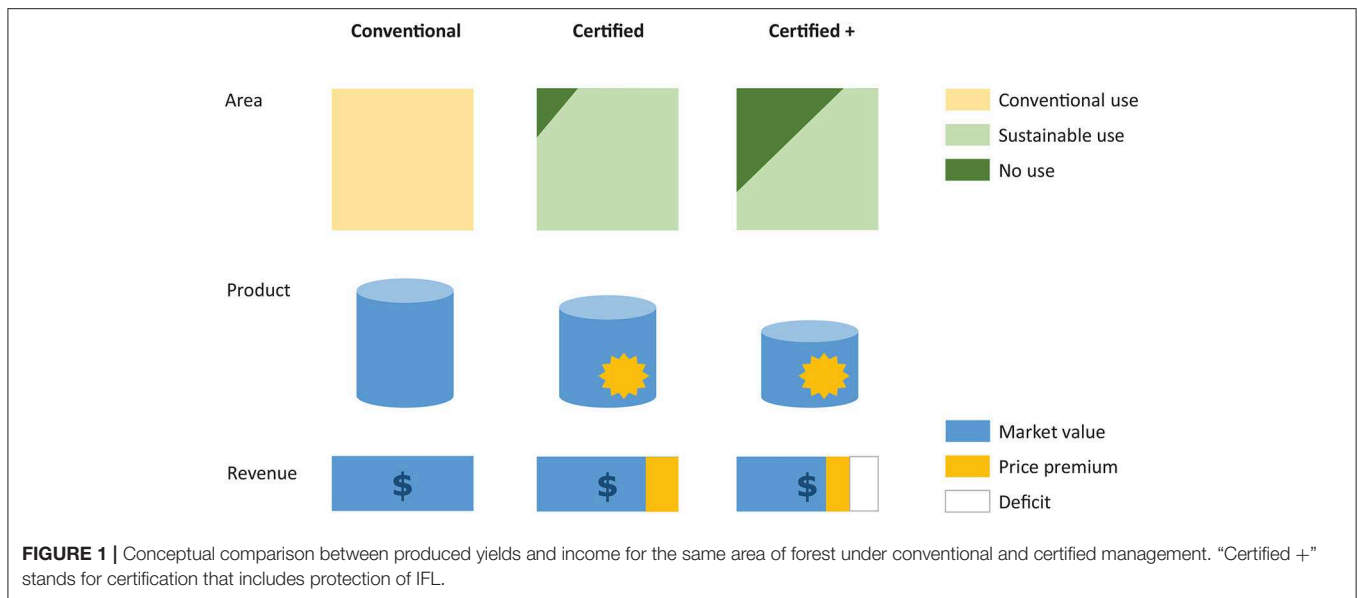 Conventional Certified Certified +
Area
Conventional use
Sustainable use
No use
Product
Market value
Price premium
Deficit
Revenue $ $ $
FIGURE 1 | Conceptual comparison between produced yields and income for the same area of forest under conventional and certified management. “Certified +”
stands for certification that includes protection of IFL.